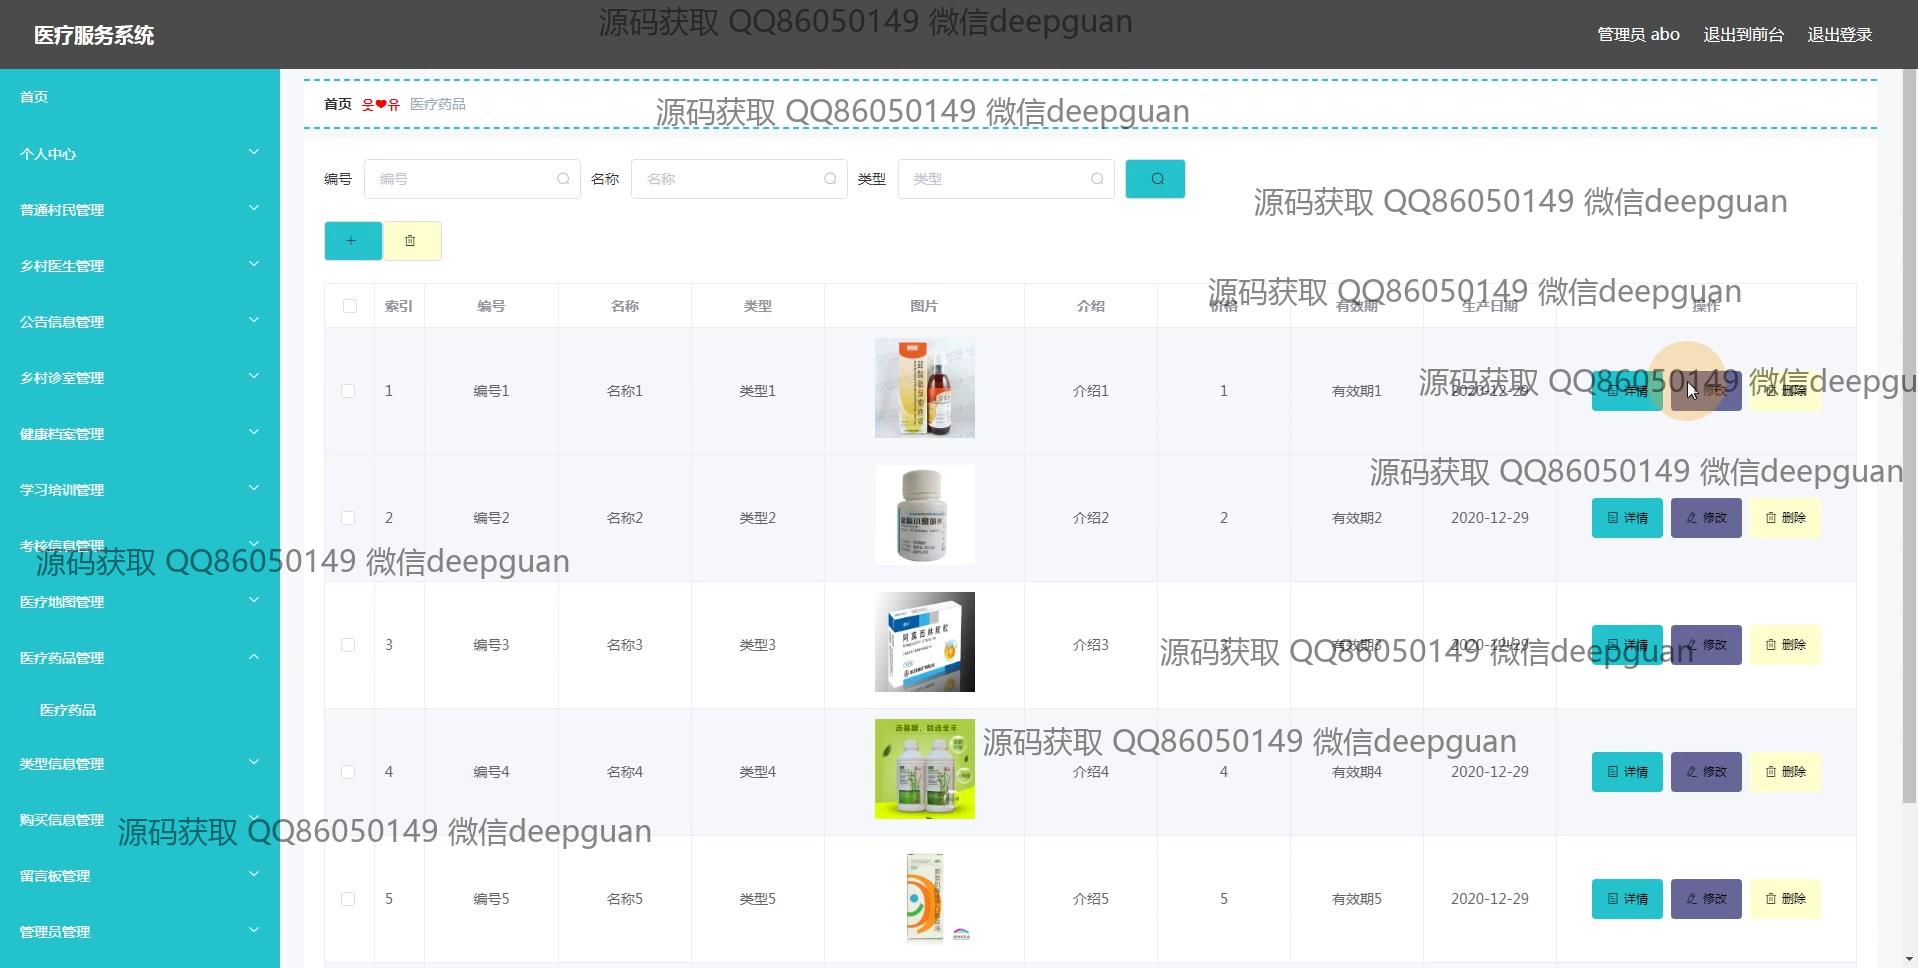 医疗服务系统
源码获取 QQ86050149 微信deepguan
管理员 abo 退出到前台 退出登录
首页
个人中心
普通村民管理
乡村医生管理
公告信息管理
乡村诊室管理
健康档案管理
学习培训管理
考核信息管理
源码获取 QQ86050149 微信deepguan
医疗地图管理
医疗药品管理
医疗药品
类型信息管理
购买信息管理
源码获取 QQ86050149 微信deepguan
留言板管理
管理员管理
首页 웃❤유 医疗药品
源码获取 QQ86050149 微信deepguan
编号 编号 名称 名称 类型 类型
源码获取 QQ86050149 微信deepguan
源码获取 QQ86050149 微信deepguan
索引 编号 名称 类型 图片 介绍 价格 有效期 生产日期 操作
源码获取 QQ86050149 微信deepgu
1 编号1 名称1 类型1 介绍1 1 有效期1 2020-12-29 详情 修改 删除
源码获取 QQ86050149 微信deepguan
2 编号2 名称2 类型2 介绍2 2 有效期2 2020-12-29 详情 修改 删除
阿莫西林胶囊
3 编号3 名称3 类型3 介绍3 3 有效期3 2020-12-29 详情 修改 删除
源码获取 QQ86050149 微信deepguan
源码获取 QQ86050149 微信deepguan
4 编号4 名称4 类型4 介绍4 4 有效期4 2020-12-29 详情 修改 删除
5 编号5 名称5 类型5 介绍5 5 有效期5 2020-12-29 详情 修改 删除